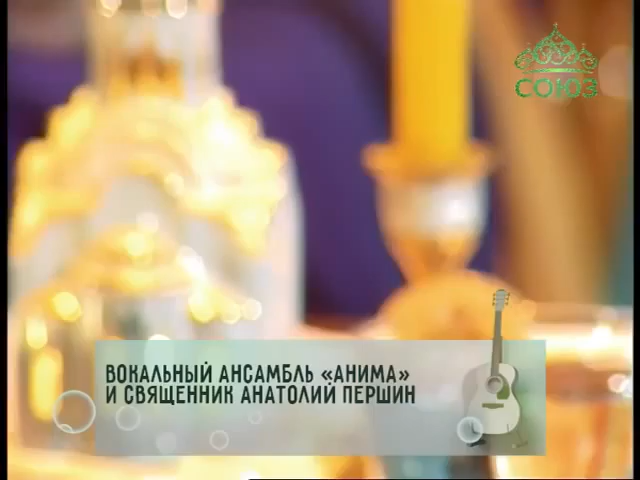 СОЮЗ
ВОКАЛЬНЫЙ АНСАМБЛЬ «АНИМА»
И СВЯЩЕННИК АНАТОЛИЙ ПЕРШИН